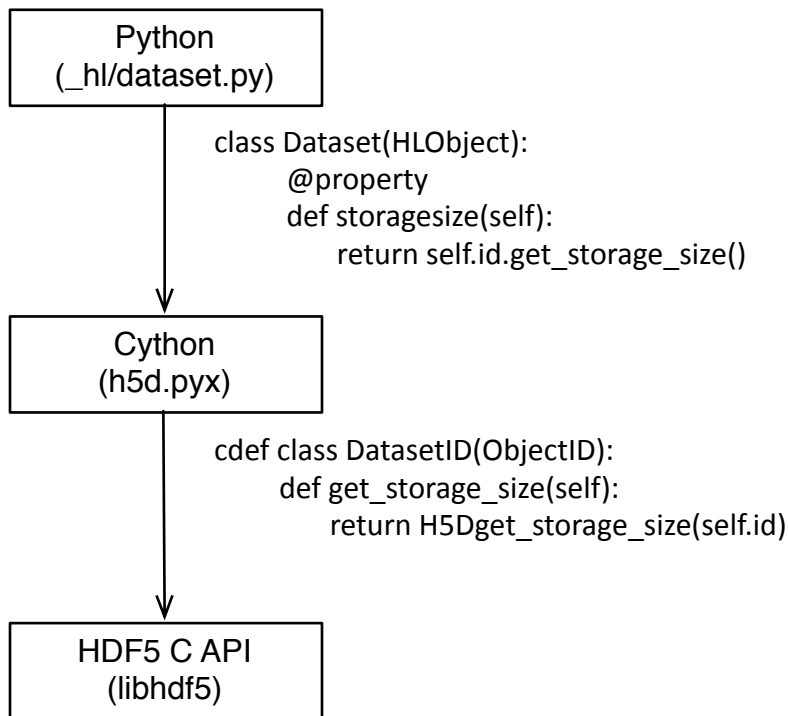 Python
(_hl/dataset.py)
class Dataset(HLObject):
@property
def storagesize(self):
return self.id.get_storage_size()
Cython
(h5d.pyx)
cdef class DatasetID(ObjectID):
def get_storage_size(self):
return H5Dget_storage_size(self.id)
HDF5 C API
(libhdf5)